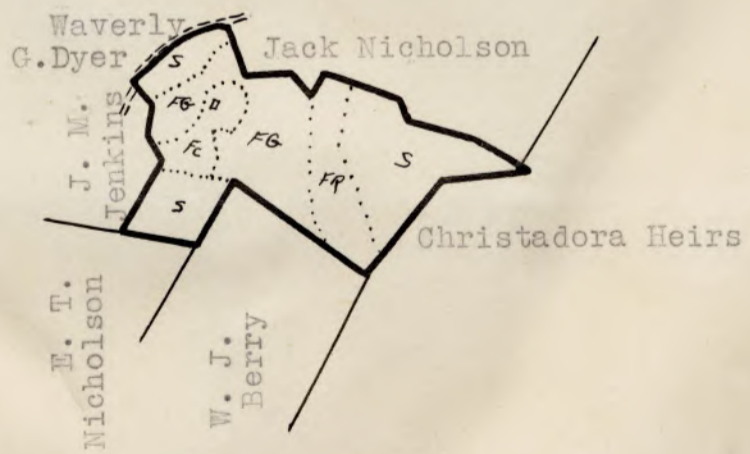 Waverly
G.Dyer
Jack Nicholson
J. M.
Jenkins
S
FG
FC
FG
S
FR
S
Christadora Heirs
E. T.
Nicholson
W. J.
Berry